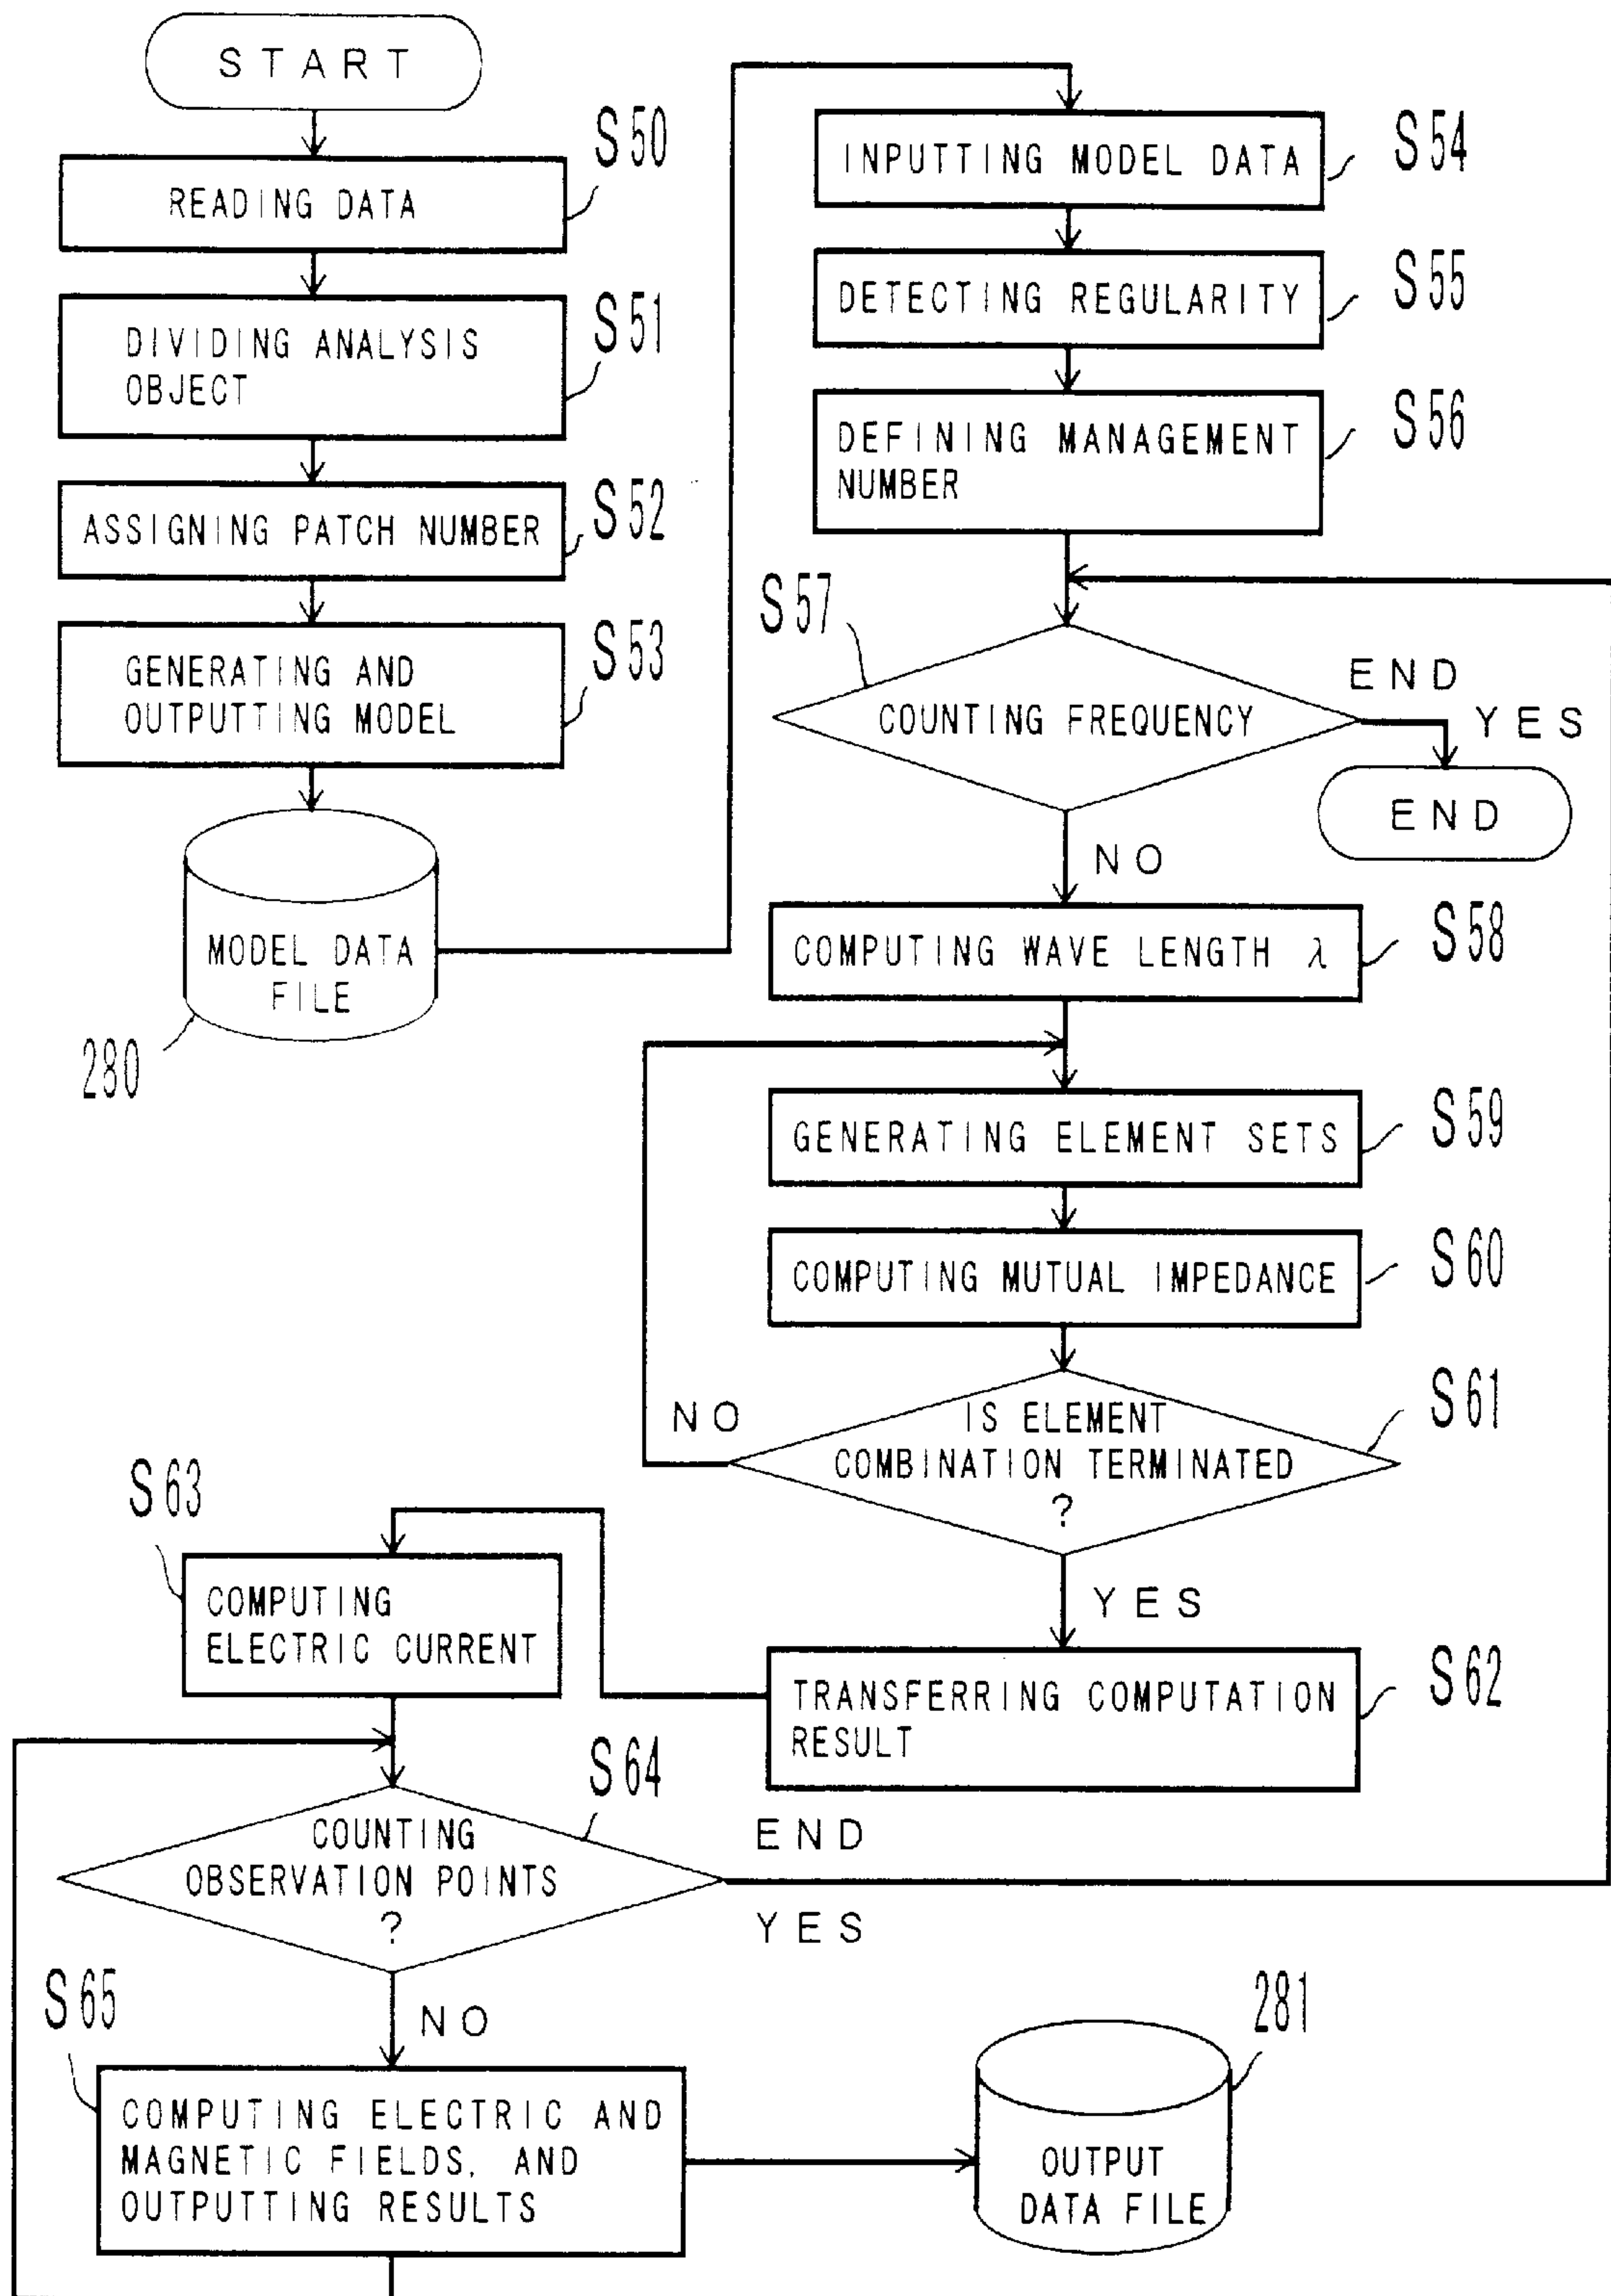 START
S50
READING DATA
S51
DIVIDING ANALYSIS
OBJECT
S52
ASSIGNING PATCH NUMBER
S53
GENERATING AND
OUTPUTTING MODEL
MODEL DATA
FILE
280
S54
INPUTTING MODEL DATA
S55
DETECTING REGULARITY
S56
DEFINING MANAGEMENT
NUMBER
S57
COUNTING FREQUENCY
END
YES
END
NO
S58
COMPUTING WAVE LENGTH λ
S59
GENERATING ELEMENT SETS
S60
COMPUTING MUTUAL IMPEDANCE
S61
IS ELEMENT
COMBINATION TERMINATED
?
NO
YES
S62
TRANSFERRING COMPUTATION
RESULT
S63
COMPUTING
ELECTRIC CURRENT
S64
COUNTING
OBSERVATION POINTS
?
END
YES
NO
S65
COMPUTING ELECTRIC AND
MAGNETIC FIELDS, AND
OUTPUTTING RESULTS
281
OUTPUT
DATA FILE